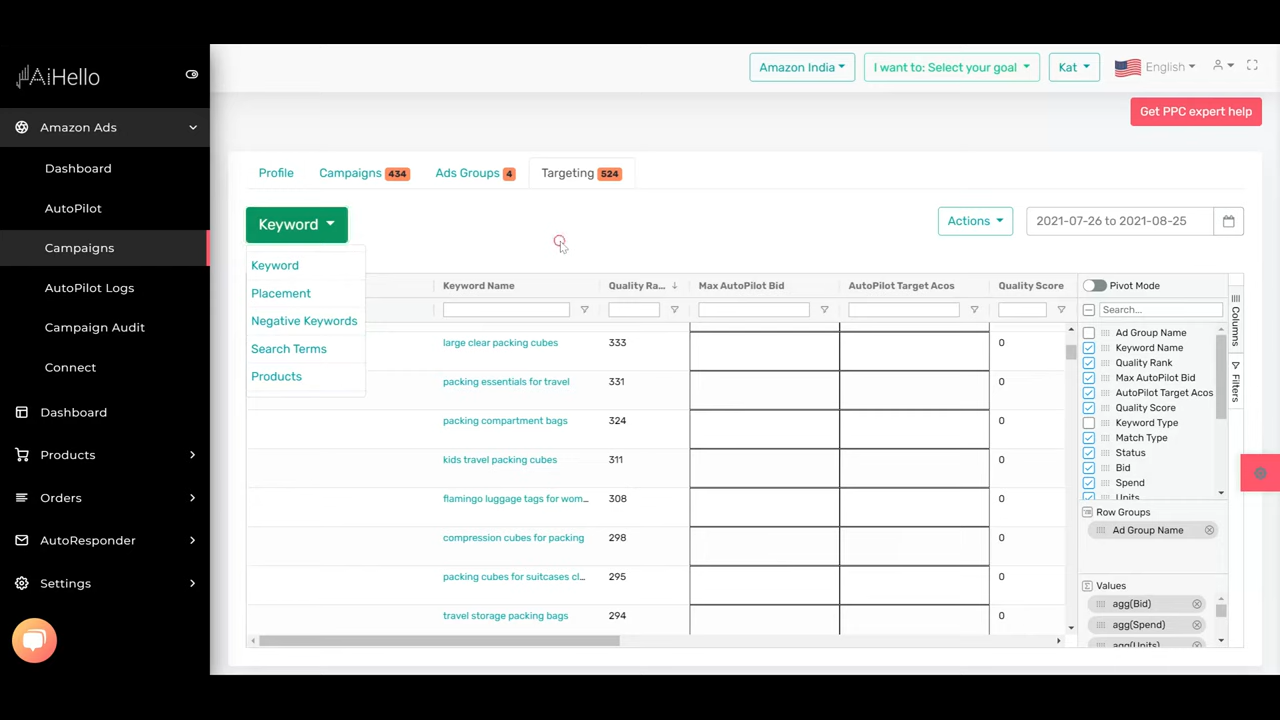 AiHello
Amazon India
I want to: Select your goal
Kat
English
Amazon Ads
Get PPC expert help
Dashboard
AutoPilot
Campaigns
AutoPilot Logs
Campaign Audit
Connect
Dashboard
Products
Orders
AutoResponder
Settings
Profile
Campaigns 434
Ads Groups 4
Targeting 524
Keyword
Actions
2021-07-26 to 2021-08-25
Keyword
Placement
Negative Keywords
Search Terms
Products
Keyword Name
Quality Ra...
Max AutoPilot Bid
AutoPilot Target Acos
Quality Score
large clear packing cubes 333 0
packing essentials for travel 331 0
packing compartment bags 324 0
kids travel packing cubes 311 0
flamingo luggage tags for wom... 308 0
compression cubes for packing 298 0
packing cubes for suitcases cl... 295 0
travel storage packing bags 294 0
Pivot Mode
Search...
Ad Group Name
Keyword Name
Quality Rank
Max AutoPilot Bid
AutoPilot Target Acos
Quality Score
Keyword Type
Match Type
Status
Bid
Spend
Units
Row Groups
Ad Group Name
Values
agg(Bid)
agg(Spend)
agg(Units)
Columns
Filters